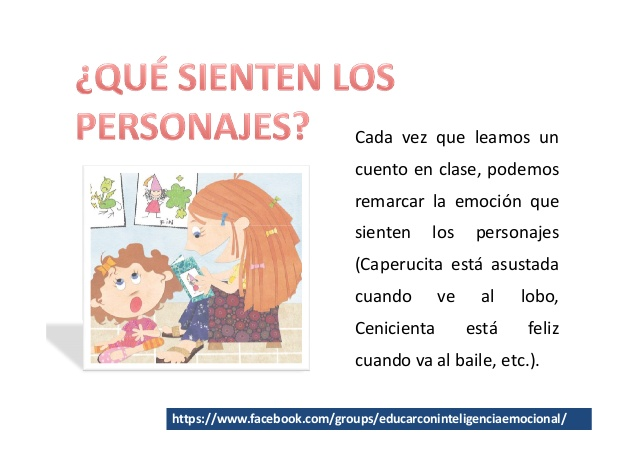 ¿QUÉ SIENTEN LOS
PERSONAJES?
Cada vez que leamos un
cuento en clase, podemos
remarcar la emoción que
sienten los personajes
(Caperucita está asustada
cuando ve al lobo,
Cenicienta está feliz
cuando va al baile, etc.).
https://www.facebook.com/groups/educarconinteligenciaemocional/